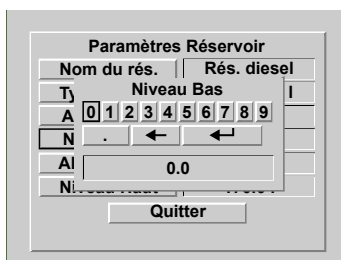 Paramètres Réservoir
Nom du rés. Rés. diesel
Niveau Bas
0 1 2 3 4 5 6 7 8 9
.
0.0
Quitter